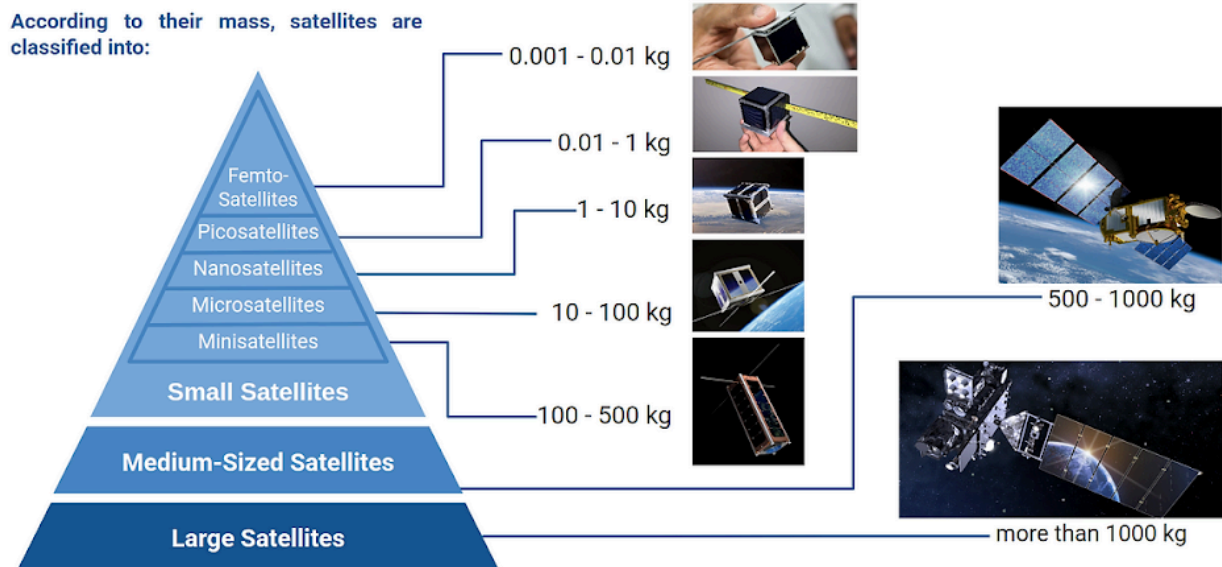 According to their mass, satellites are
classified into:
0.001 - 0.01 kg
0.01 - 1 kg
1 - 10 kg
10 - 100 kg
100 - 500 kg
500 - 1000 kg
more than 1000 kg
Femto-
Satellites
Picosatellites
Nanosatellites
Microsatellites
Minisatellites
Small Satellites
Medium-Sized Satellites
Large Satellites